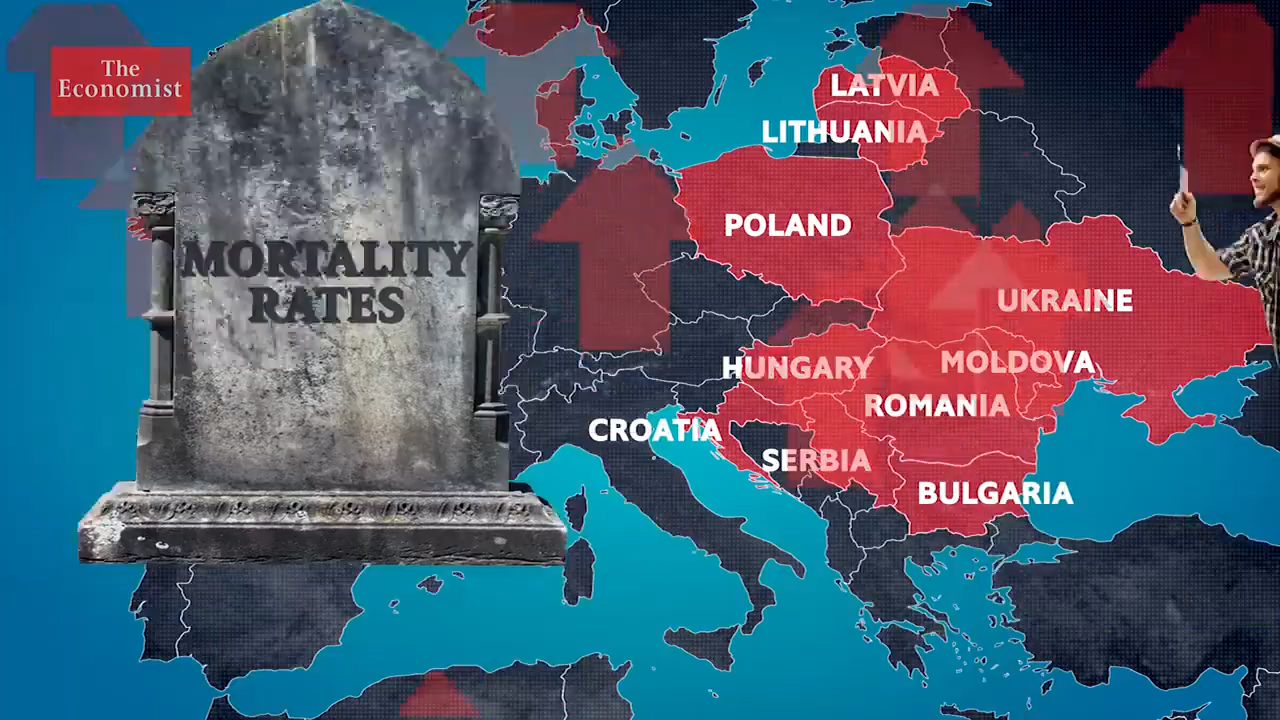 The
Economist
MORTALITY
RATES
LATVIA
LITHUANIA
POLAND
UKRAINE
HUNGARY
MOLDOVA
ROMANIA
CROATIA
SERBIA
BULGARIA